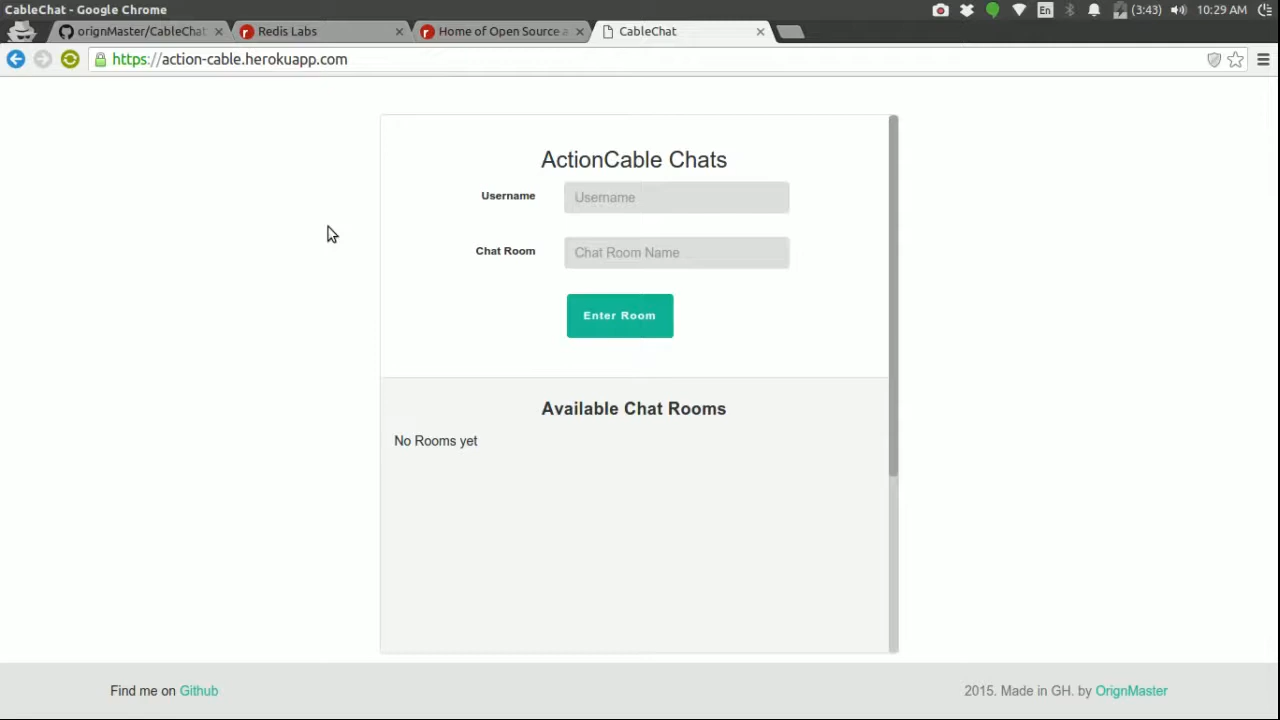 CableChat - Google Chrome
En
(3:43)
10:29 AM
orignMaster/CableChat
Redis Labs
Home of Open Source a
CableChat
https://action-cable.herokuapp.com
ActionCable Chats
Username
Username
Chat Room
Chat Room Name
Enter Room
Available Chat Rooms
No Rooms yet
Find me on Github
2015. Made in GH. by OrignMaster